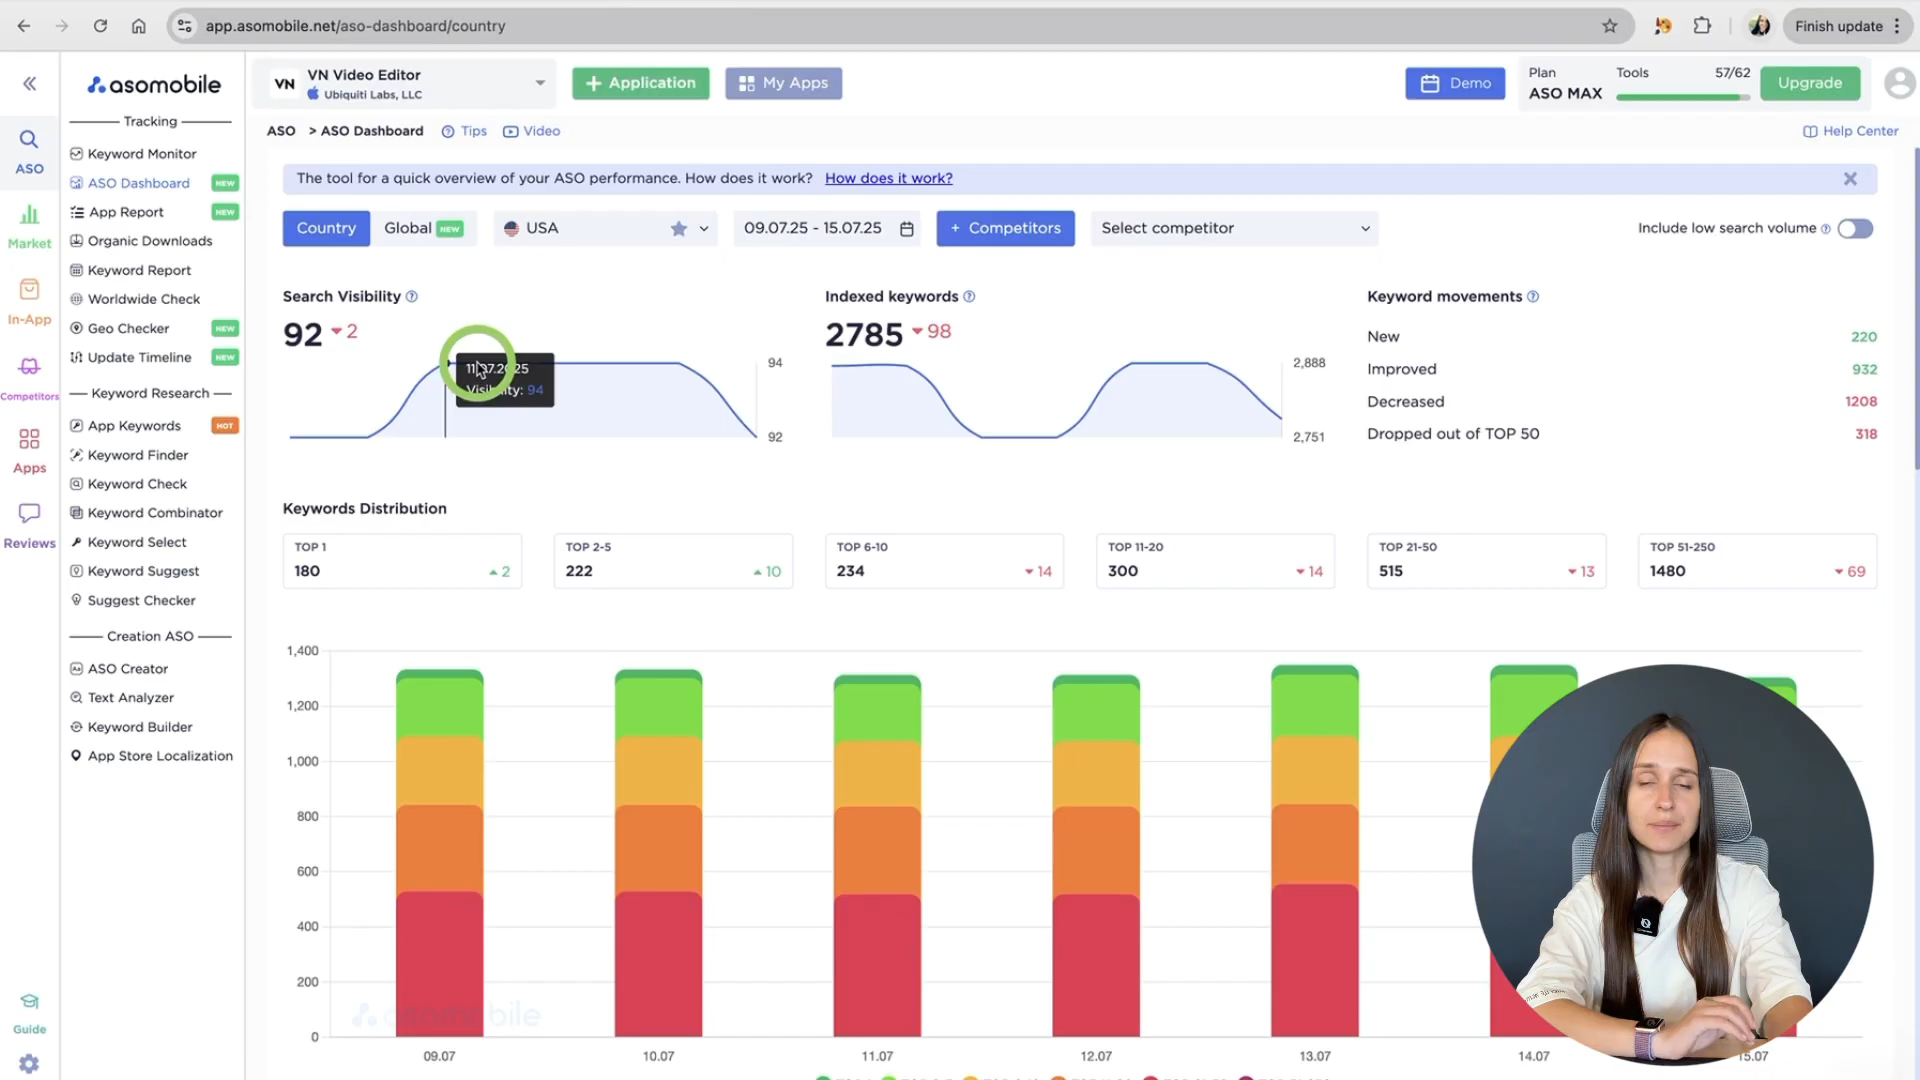 app.asomobile.net/aso-dashboard/country
Finish update
asomobile
VN
VN Video Editor
Ubiquiti Labs, LLC
+ Application
My Apps
Demo
Plan
ASO MAX
Tools
57/62
Upgrade
ASO > ASO Dashboard
Tips
Video
Help Center
ASO
Market
In-App
Competitors
Apps
Reviews
Guide
Tracking
Keyword Monitor
ASO Dashboard NEW
App Report NEW
Organic Downloads
Keyword Report
Worldwide Check
Geo Checker NEW
Update Timeline NEW
Keyword Research
App Keywords HOT
Keyword Finder
Keyword Check
Keyword Combinator
Keyword Select
Keyword Suggest
Suggest Checker
Creation ASO
ASO Creator
Text Analyzer
Keyword Builder
App Store Localization
The tool for a quick overview of your ASO performance. How does it work? How does it work?
Country
Global NEW
USA
09.07.25 - 15.07.25
+ Competitors
Select competitor
Include low search volume
Search Visibility
92 2
94
92
Visibility: 94
Indexed keywords
2785 98
2,888
2,751
Keyword movements
New 220
Improved 932
Decreased 1208
Dropped out of TOP 50 318
Keywords Distribution
TOP 1
180 2
TOP 2-5
222 10
TOP 6-10
234 14
TOP 11-20
300 14
TOP 21-50
515 13
TOP 51-250
1480 69
1,400
1,200
1,000
800
600
400
200
0
asomobile
09.07 10.07 11.07 12.07 13.07 14.07 15.07